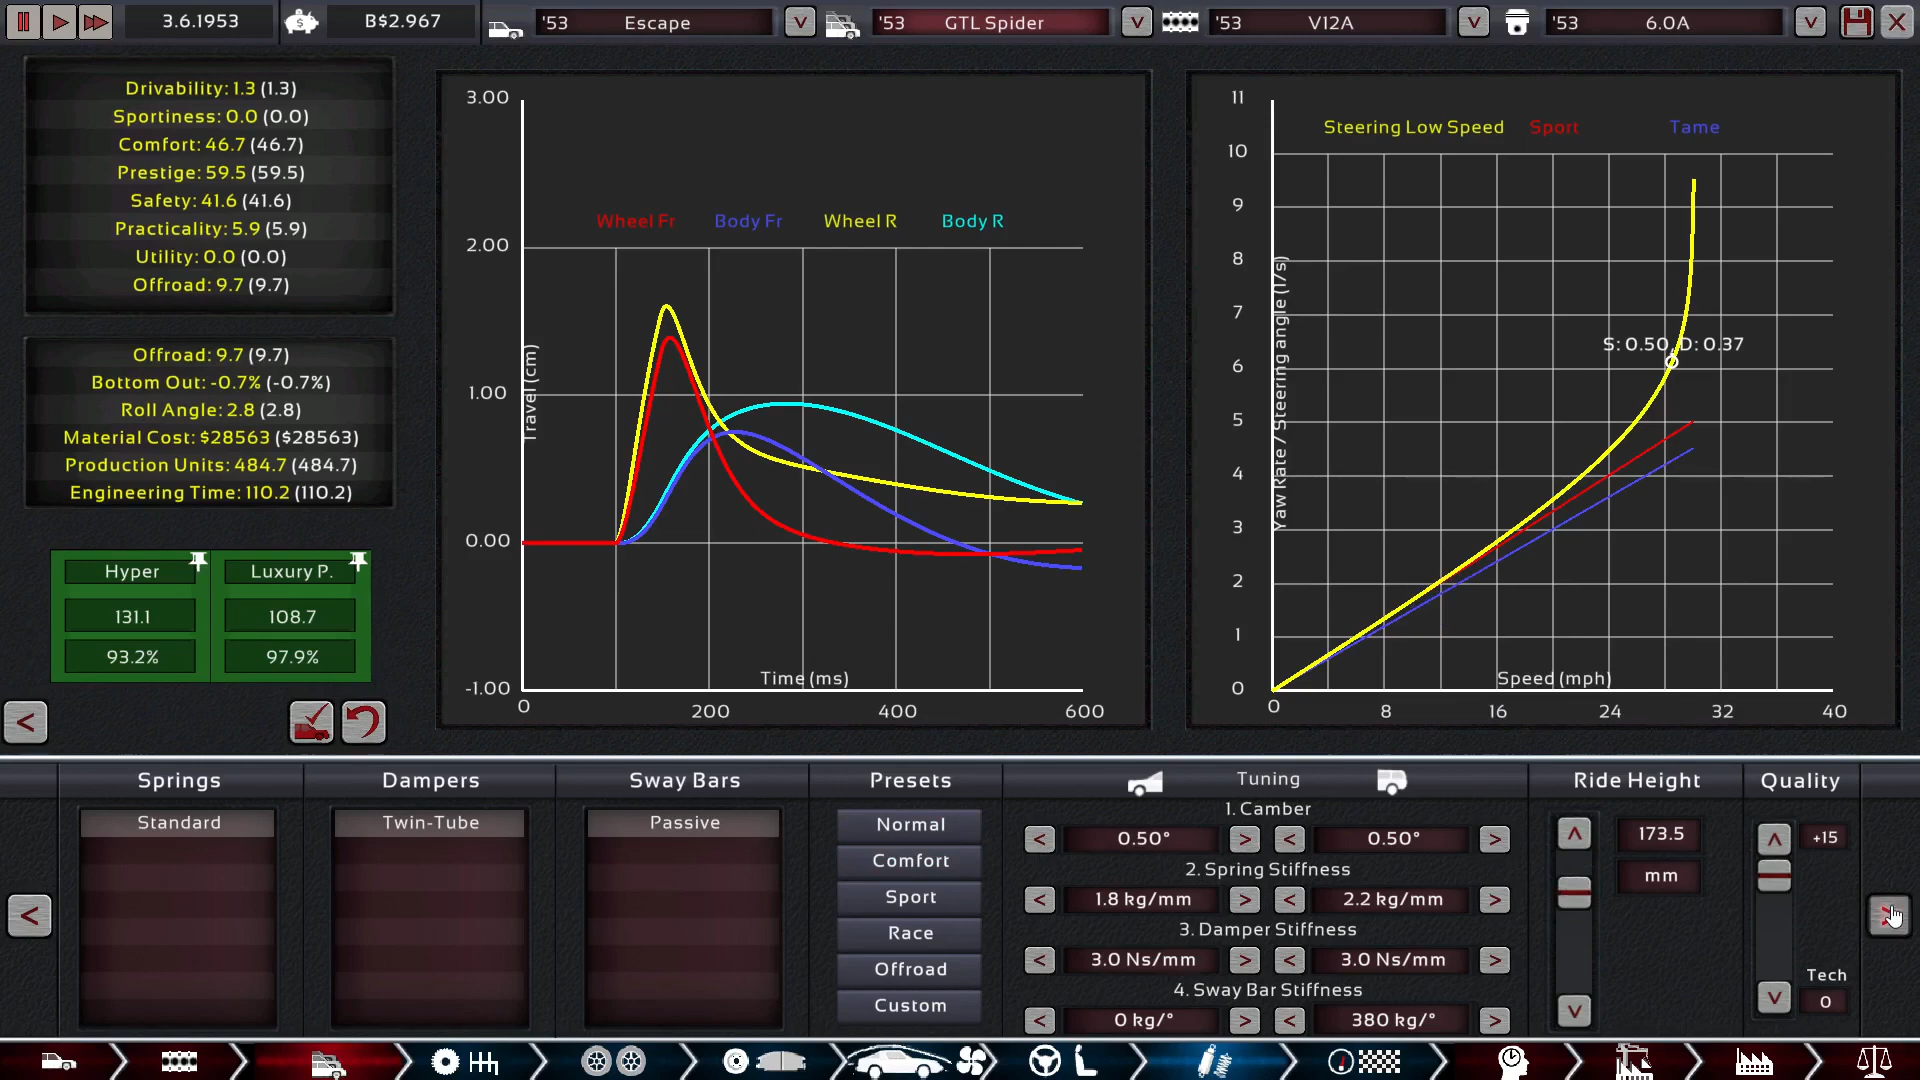 3.6.1953
B$2.967
'53 Escape
'53 GTL Spider
'53 V12A
'53 6.0A
Drivability: 1.3 (1.3)
Sportiness: 0.0 (0.0)
Comfort: 46.7 (46.7)
Prestige: 59.5 (59.5)
Safety: 41.6 (41.6)
Practicality: 5.9 (5.9)
Utility: 0.0 (0.0)
Offroad: 9.7 (9.7)
Offroad: 9.7 (9.7)
Bottom Out: -0.7% (-0.7%)
Roll Angle: 2.8 (2.8)
Material Cost: $28563 ($28563)
Production Units: 484.7 (484.7)
Engineering Time: 110.2 (110.2)
Hyper Luxury P.
131.1 108.7
93.2% 97.9%
3.00
2.00
1.00
0.00
-1.00
Wheel Fr Body Fr Wheel R Body R
Travel (cm)
Time (ms)
0 200 400 600
11
10
9
8
7
6
5
4
3
2
1
0
Steering Low Speed Sport Tame
Yaw Rate / Steering angle (1/s)
S: 0.50, D: 0.37
Speed (mph)
0 8 16 24 32 40
Springs
Standard
Dampers
Twin-Tube
Sway Bars
Passive
Presets
Normal
Comfort
Sport
Race
Offroad
Custom
Tuning
1. Camber
< 0.50° > < 0.50° >
2. Spring Stiffness
< 1.8 kg/mm > < 2.2 kg/mm >
3. Damper Stiffness
< 3.0 Ns/mm > < 3.0 Ns/mm >
4. Sway Bar Stiffness
< 0 kg/° > < 380 kg/° >
Ride Height
173.5
mm
Quality
+15
Tech
0